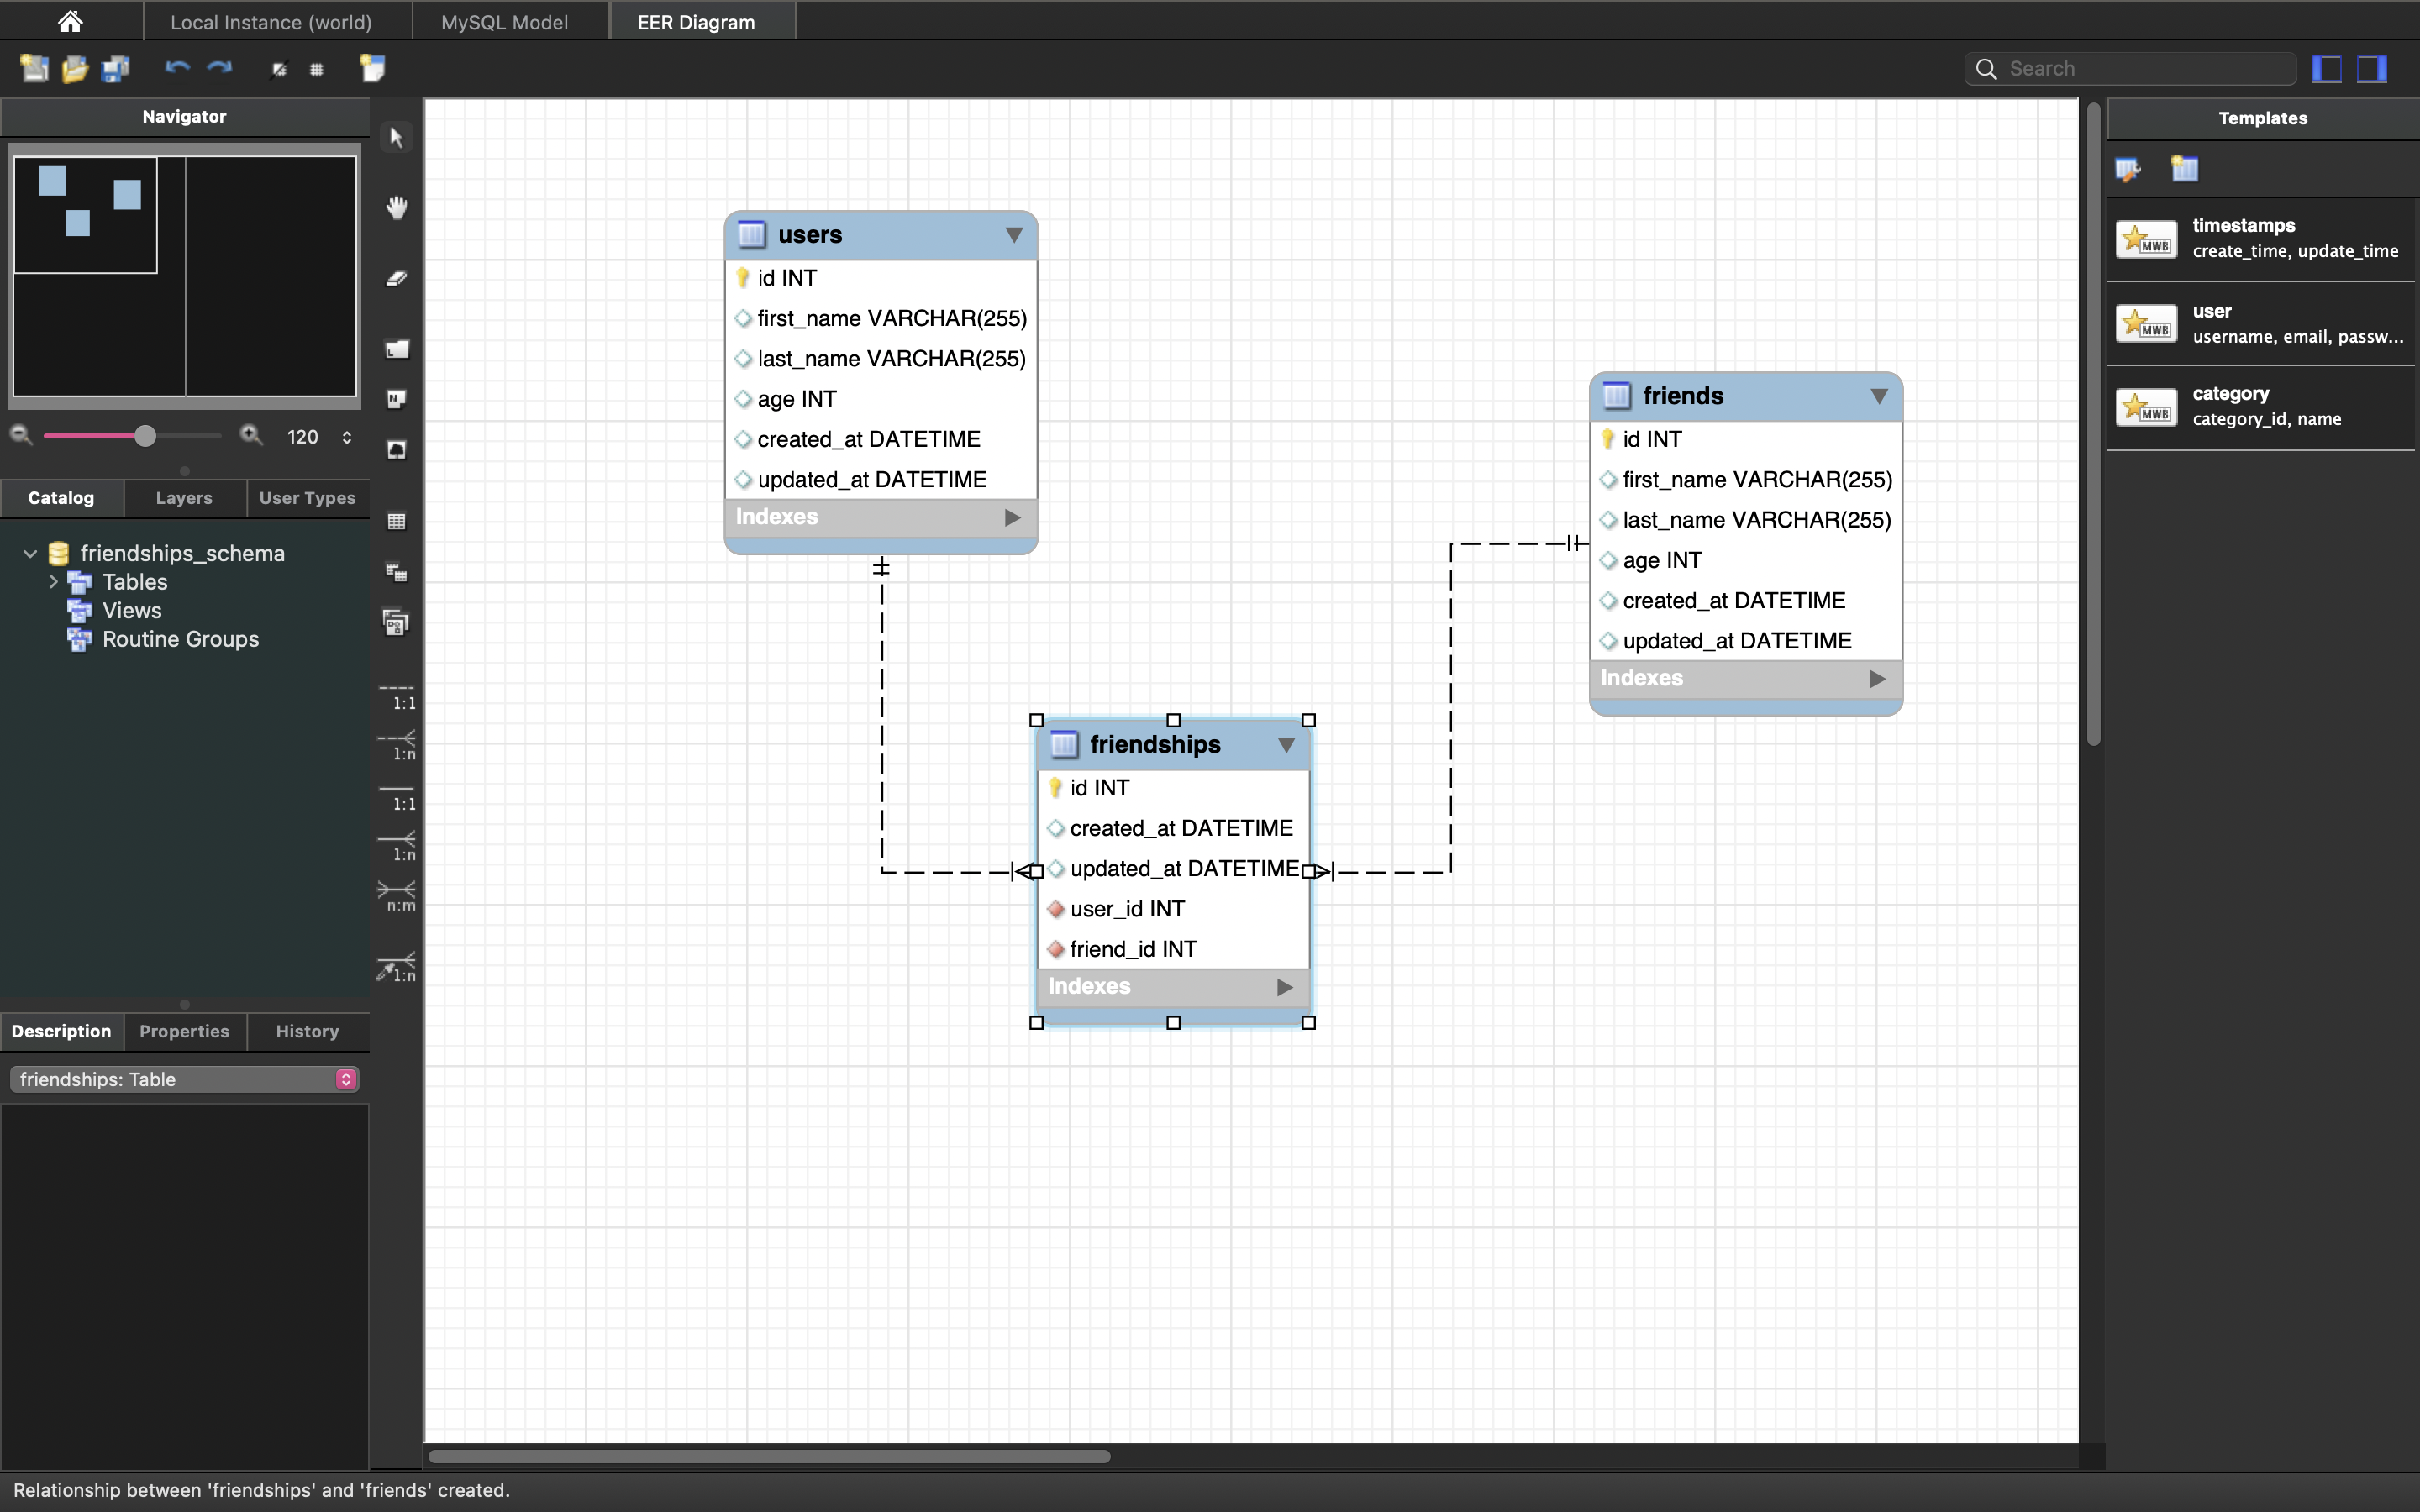 Local Instance (world)
MySQL Model
EER Diagram
Search
Navigator
120
Catalog
Layers
User Types
friendships_schema
Tables
Views
Routine Groups
Description
Properties
History
friendships: Table
L
N
1:1
1:n
1:1
1:n
n:m
1:n
users
id INT
first_name VARCHAR(255)
last_name VARCHAR(255)
age INT
created_at DATETIME
updated_at DATETIME
Indexes
friendships
id INT
created_at DATETIME
updated_at DATETIME
user_id INT
friend_id INT
Indexes
friends
id INT
first_name VARCHAR(255)
last_name VARCHAR(255)
age INT
created_at DATETIME
updated_at DATETIME
Indexes
Templates
MWB
timestamps
create_time, update_time
MWB
user
username, email, passw...
MWB
category
category_id, name
Relationship between 'friendships' and 'friends' created.